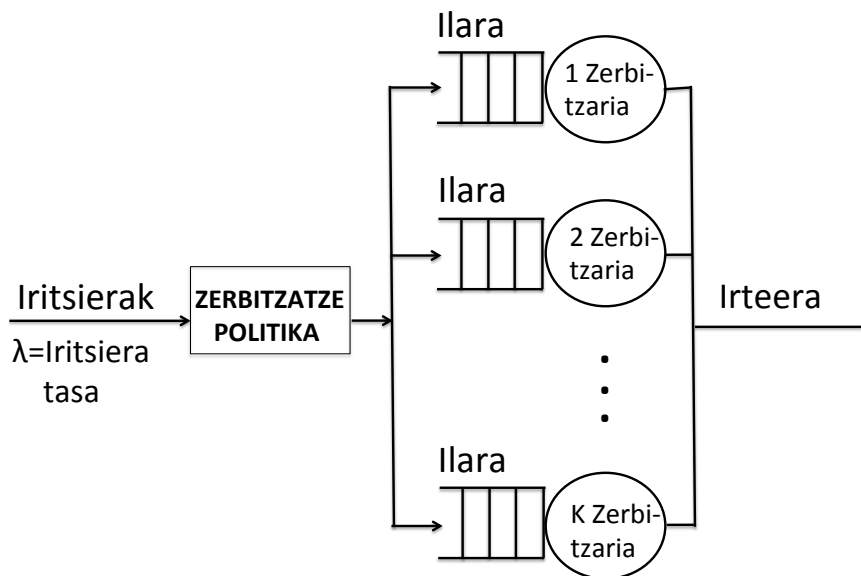 Ilara
1 Zerbi-
tzaria
Ilara
2 Zerbi-
tzaria
Iritsierak
λ=Iritsiera
tasa
ZERBITZATZE
POLITIKA
Irteera
Ilara
K Zerbi-
tzaria